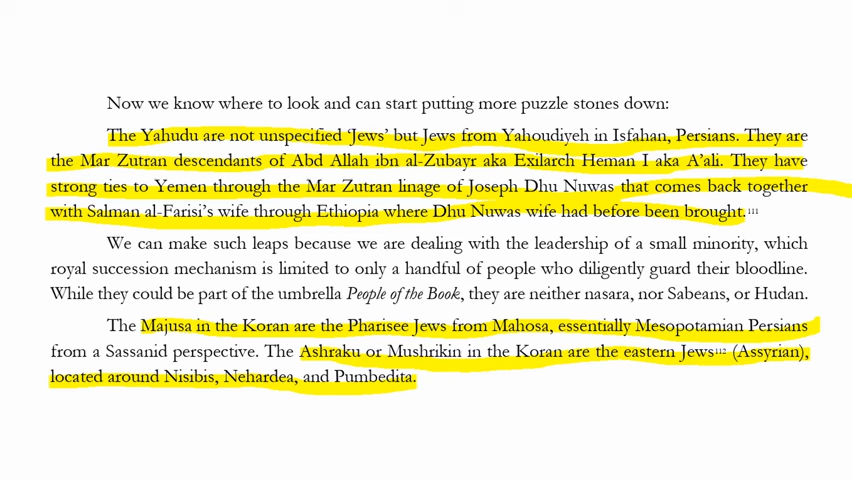 Now we know where to look and can start putting more puzzle stones down:
The Yahudu are not unspecified ‘Jews’ but Jews from Yahoudiyeh in Isfahan, Persians. They are
the Mar Zutran descendants of Abd Allah ibn al-Zubayr aka Exilarch Heman I aka A’ali. They have
strong ties to Yemen through the Mar Zutran linage of Joseph Dhu Nuwas that comes back together
with Salman al-Farisi’s wife through Ethiopia where Dhu Nuwas wife had before been brought.¹¹¹
We can make such leaps because we are dealing with the leadership of a small minority, which
royal succession mechanism is limited to only a handful of people who diligently guard their bloodline.
While they could be part of the umbrella People of the Book, they are neither nasara, nor Sabeans, or Hudan.
The Majusa in the Koran are the Pharisee Jews from Mahosa, essentially Mesopotamian Persians
from a Sassanid perspective. The Ashraku or Mushrikin in the Koran are the eastern Jews¹¹² (Assyrian),
located around Nisibis, Nehardea, and Pumbedita.